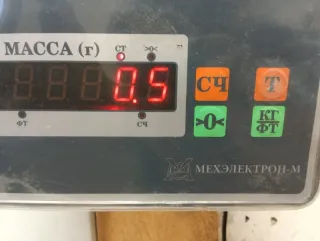 МАССА (г) СТ >0<
0.5
СЧ Т
>0< КГ ФТ
ФТ СЧ
МЕХЭЛЕКТРОН-М